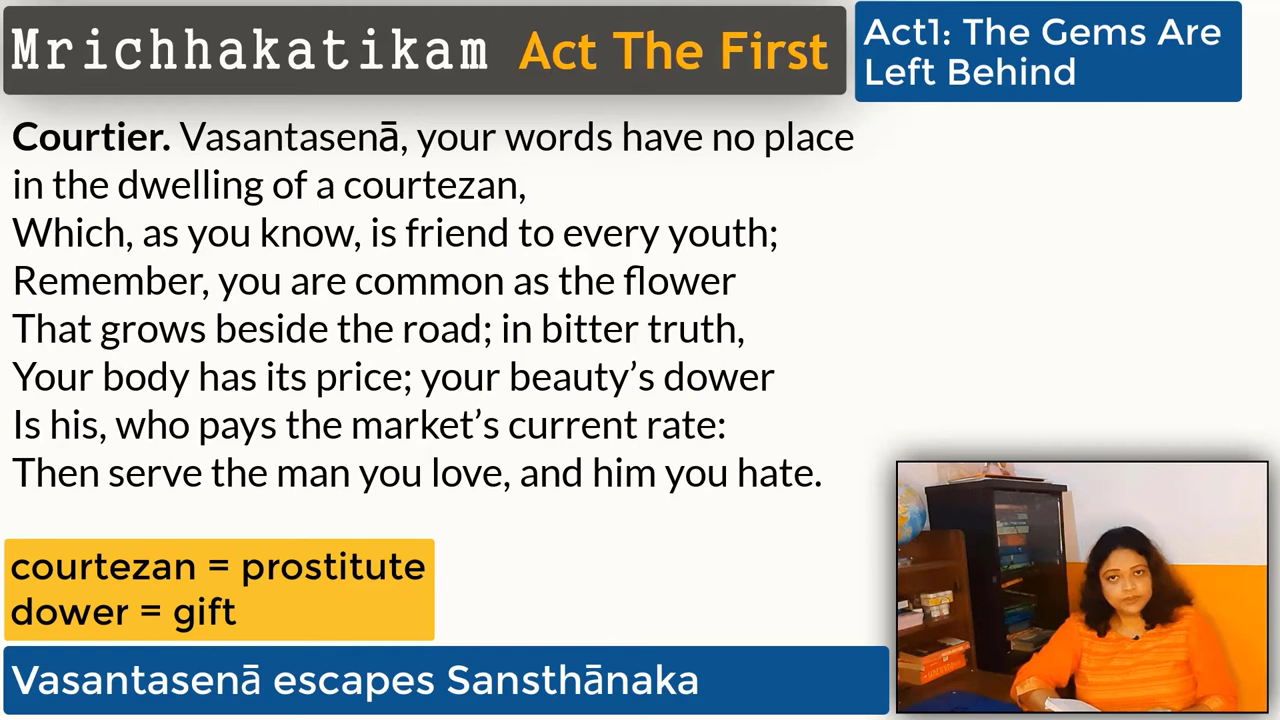 Mrichhakatikam Act The First
Act1: The Gems Are
Left Behind
Courtier. Vasantasenā, your words have no place
in the dwelling of a courtezan,
Which, as you know, is friend to every youth;
Remember, you are common as the flower
That grows beside the road; in bitter truth,
Your body has its price; your beauty’s dower
Is his, who pays the market’s current rate:
Then serve the man you love, and him you hate.
courtezan = prostitute
dower = gift
Vasantasenā escapes Sansthānaka